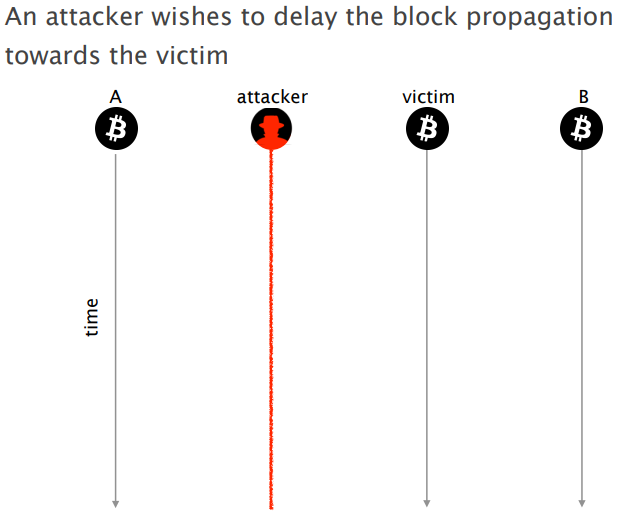 An attacker wishes to delay the block propagation
towards the victim
A attacker victim B
time